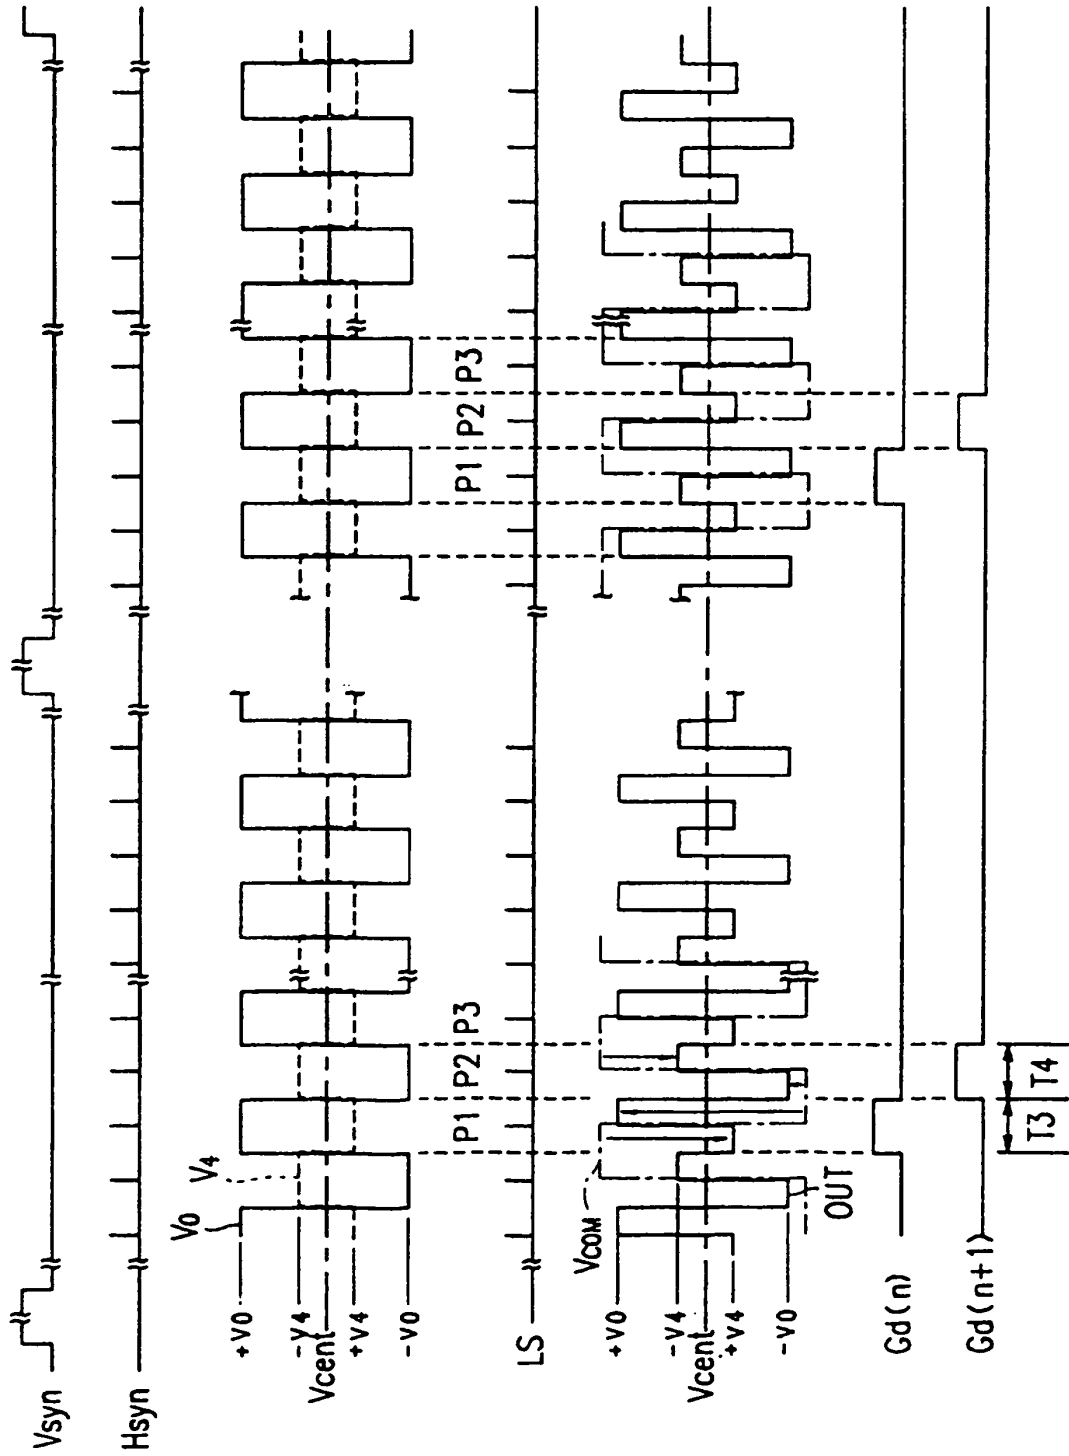 Vsyn
Hsyn
V0
V4
+V0
-V4
Vcent
+V4
-V0
P1 P2 P3
P1 P2 P3
LS
VCOM
+V0
-V4
Vcent
+V4
-V0
OUT
Gd(n)
Gd(n+1)
T3 T4